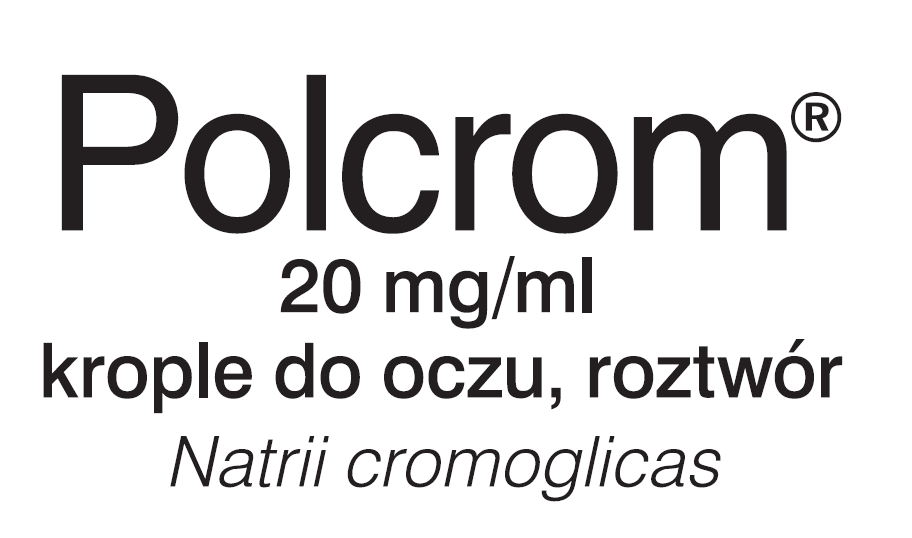 Polcrom®
20 mg/ml
krople do oczu, roztwór
Natrii cromoglicas